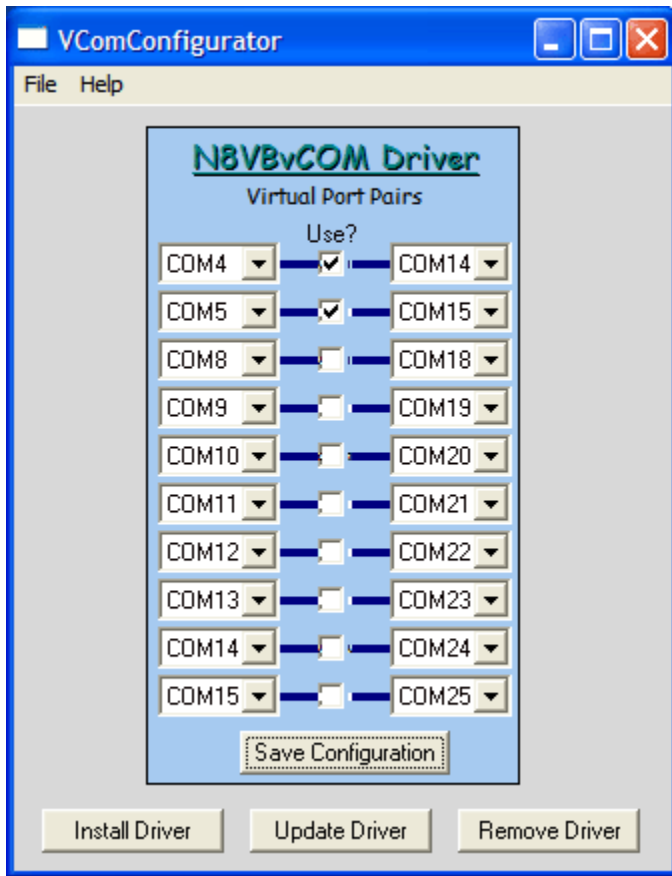 VComConfigurator
File Help
N8VBvCOM Driver
Virtual Port Pairs
Use?
COM4 COM14
COM5 COM15
COM8 COM18
COM9 COM19
COM10 COM20
COM11 COM21
COM12 COM22
COM13 COM23
COM14 COM24
COM15 COM25
Save Configuration
Install Driver Update Driver Remove Driver